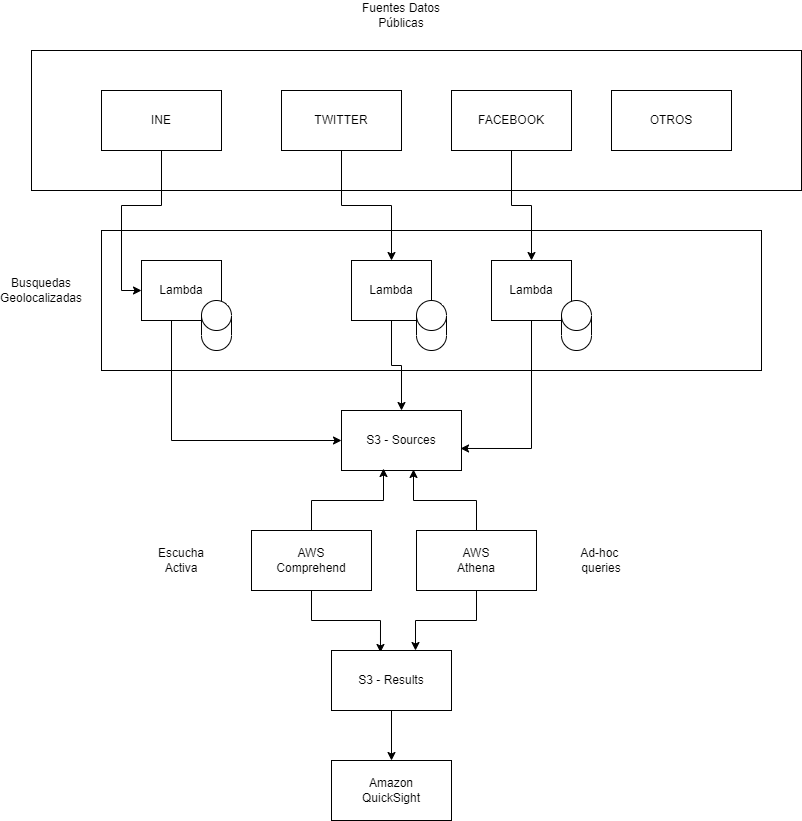 Fuentes Datos
Públicas
INE
TWITTER
FACEBOOK
OTROS
Busquedas
Geolocalizadas
Lambda
Lambda
Lambda
S3 - Sources
Escucha
Activa
AWS
Comprehend
AWS
Athena
Ad-hoc
queries
S3 - Results
Amazon
QuickSight